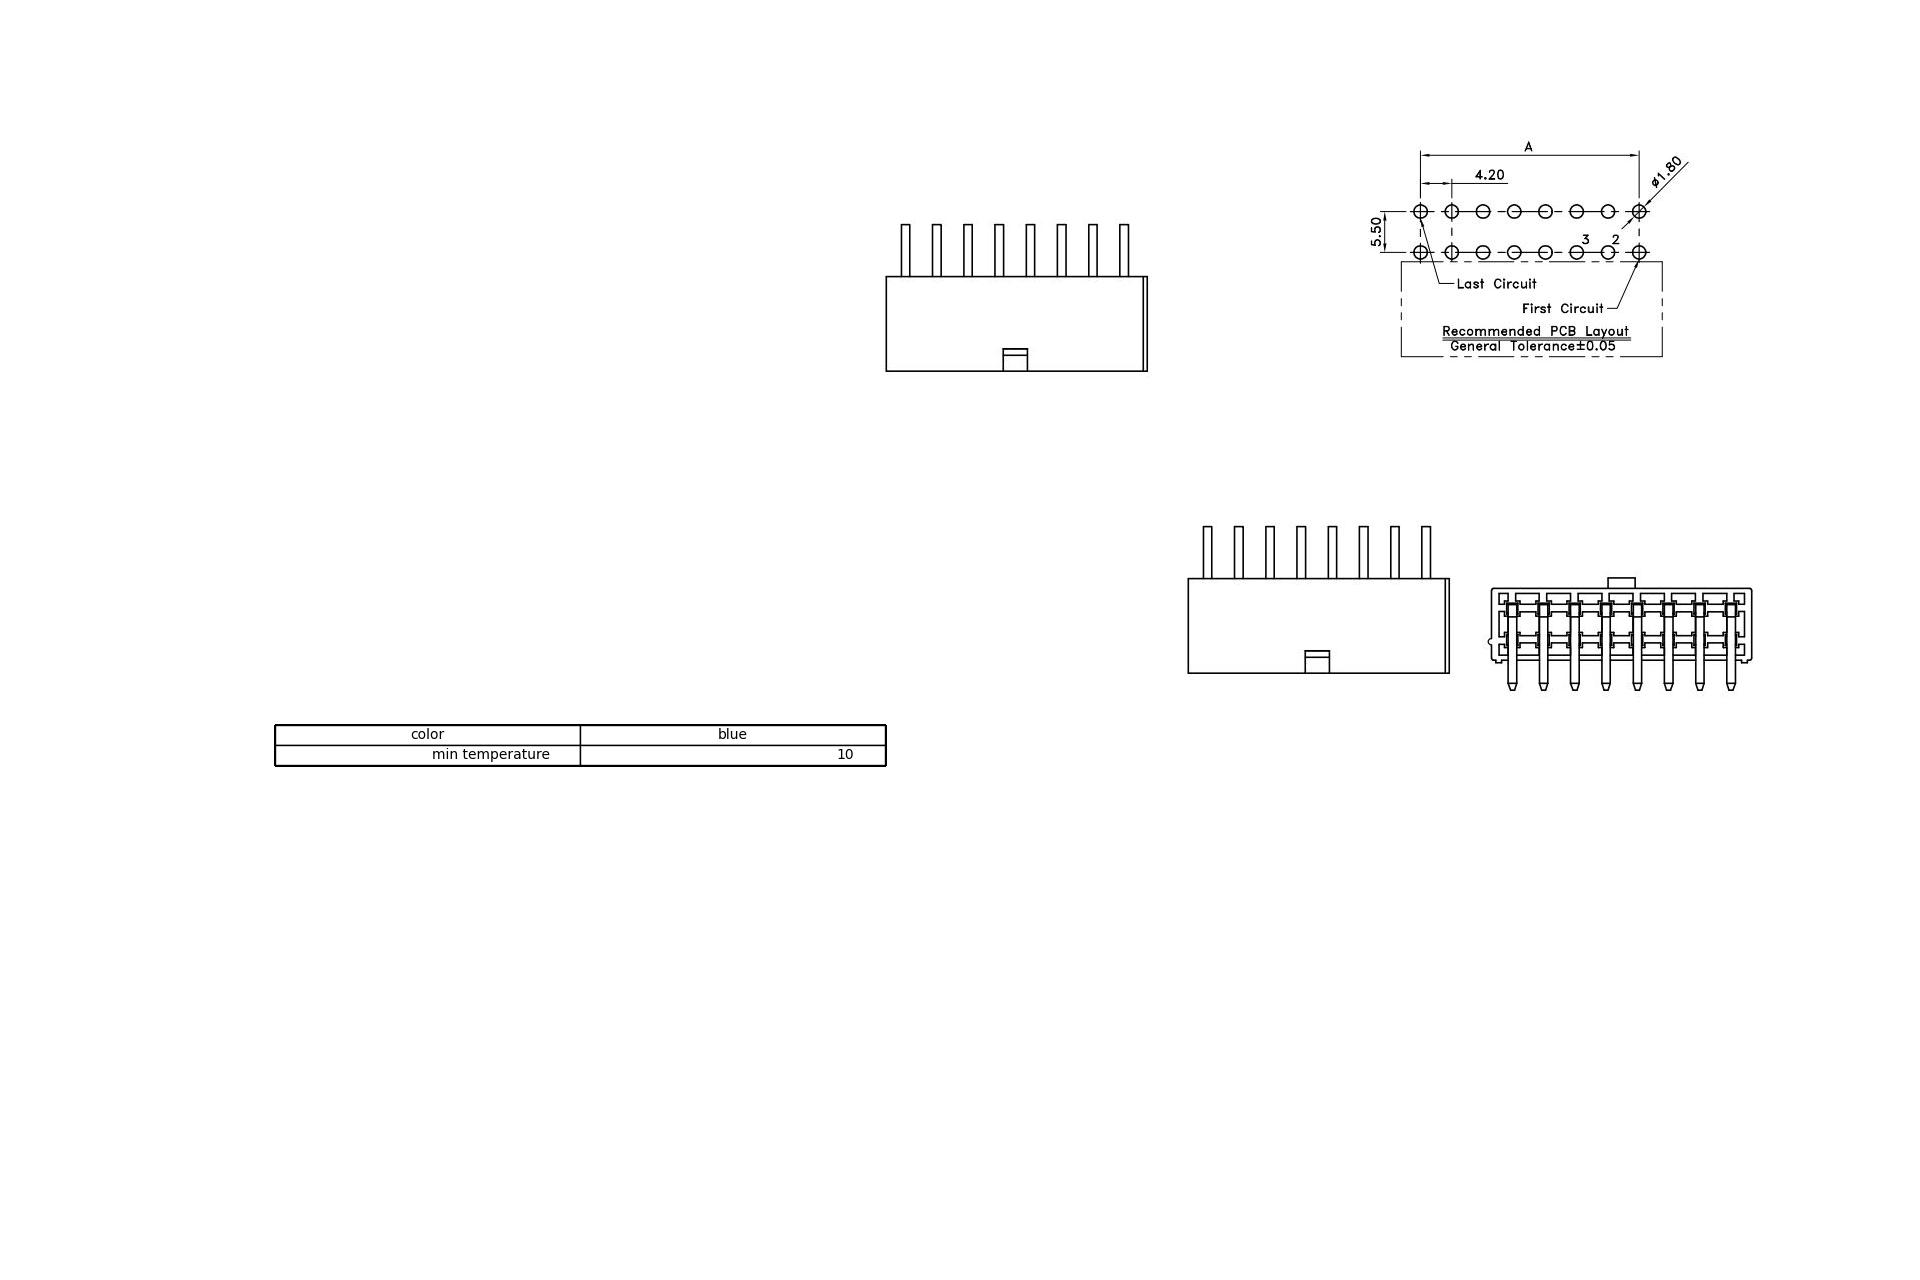 A
4.20
ø1.80
5.50
3 2
Last Circuit
First Circuit
Recommended PCB Layout
General Tolerance±0.05
color blue
min temperature 10